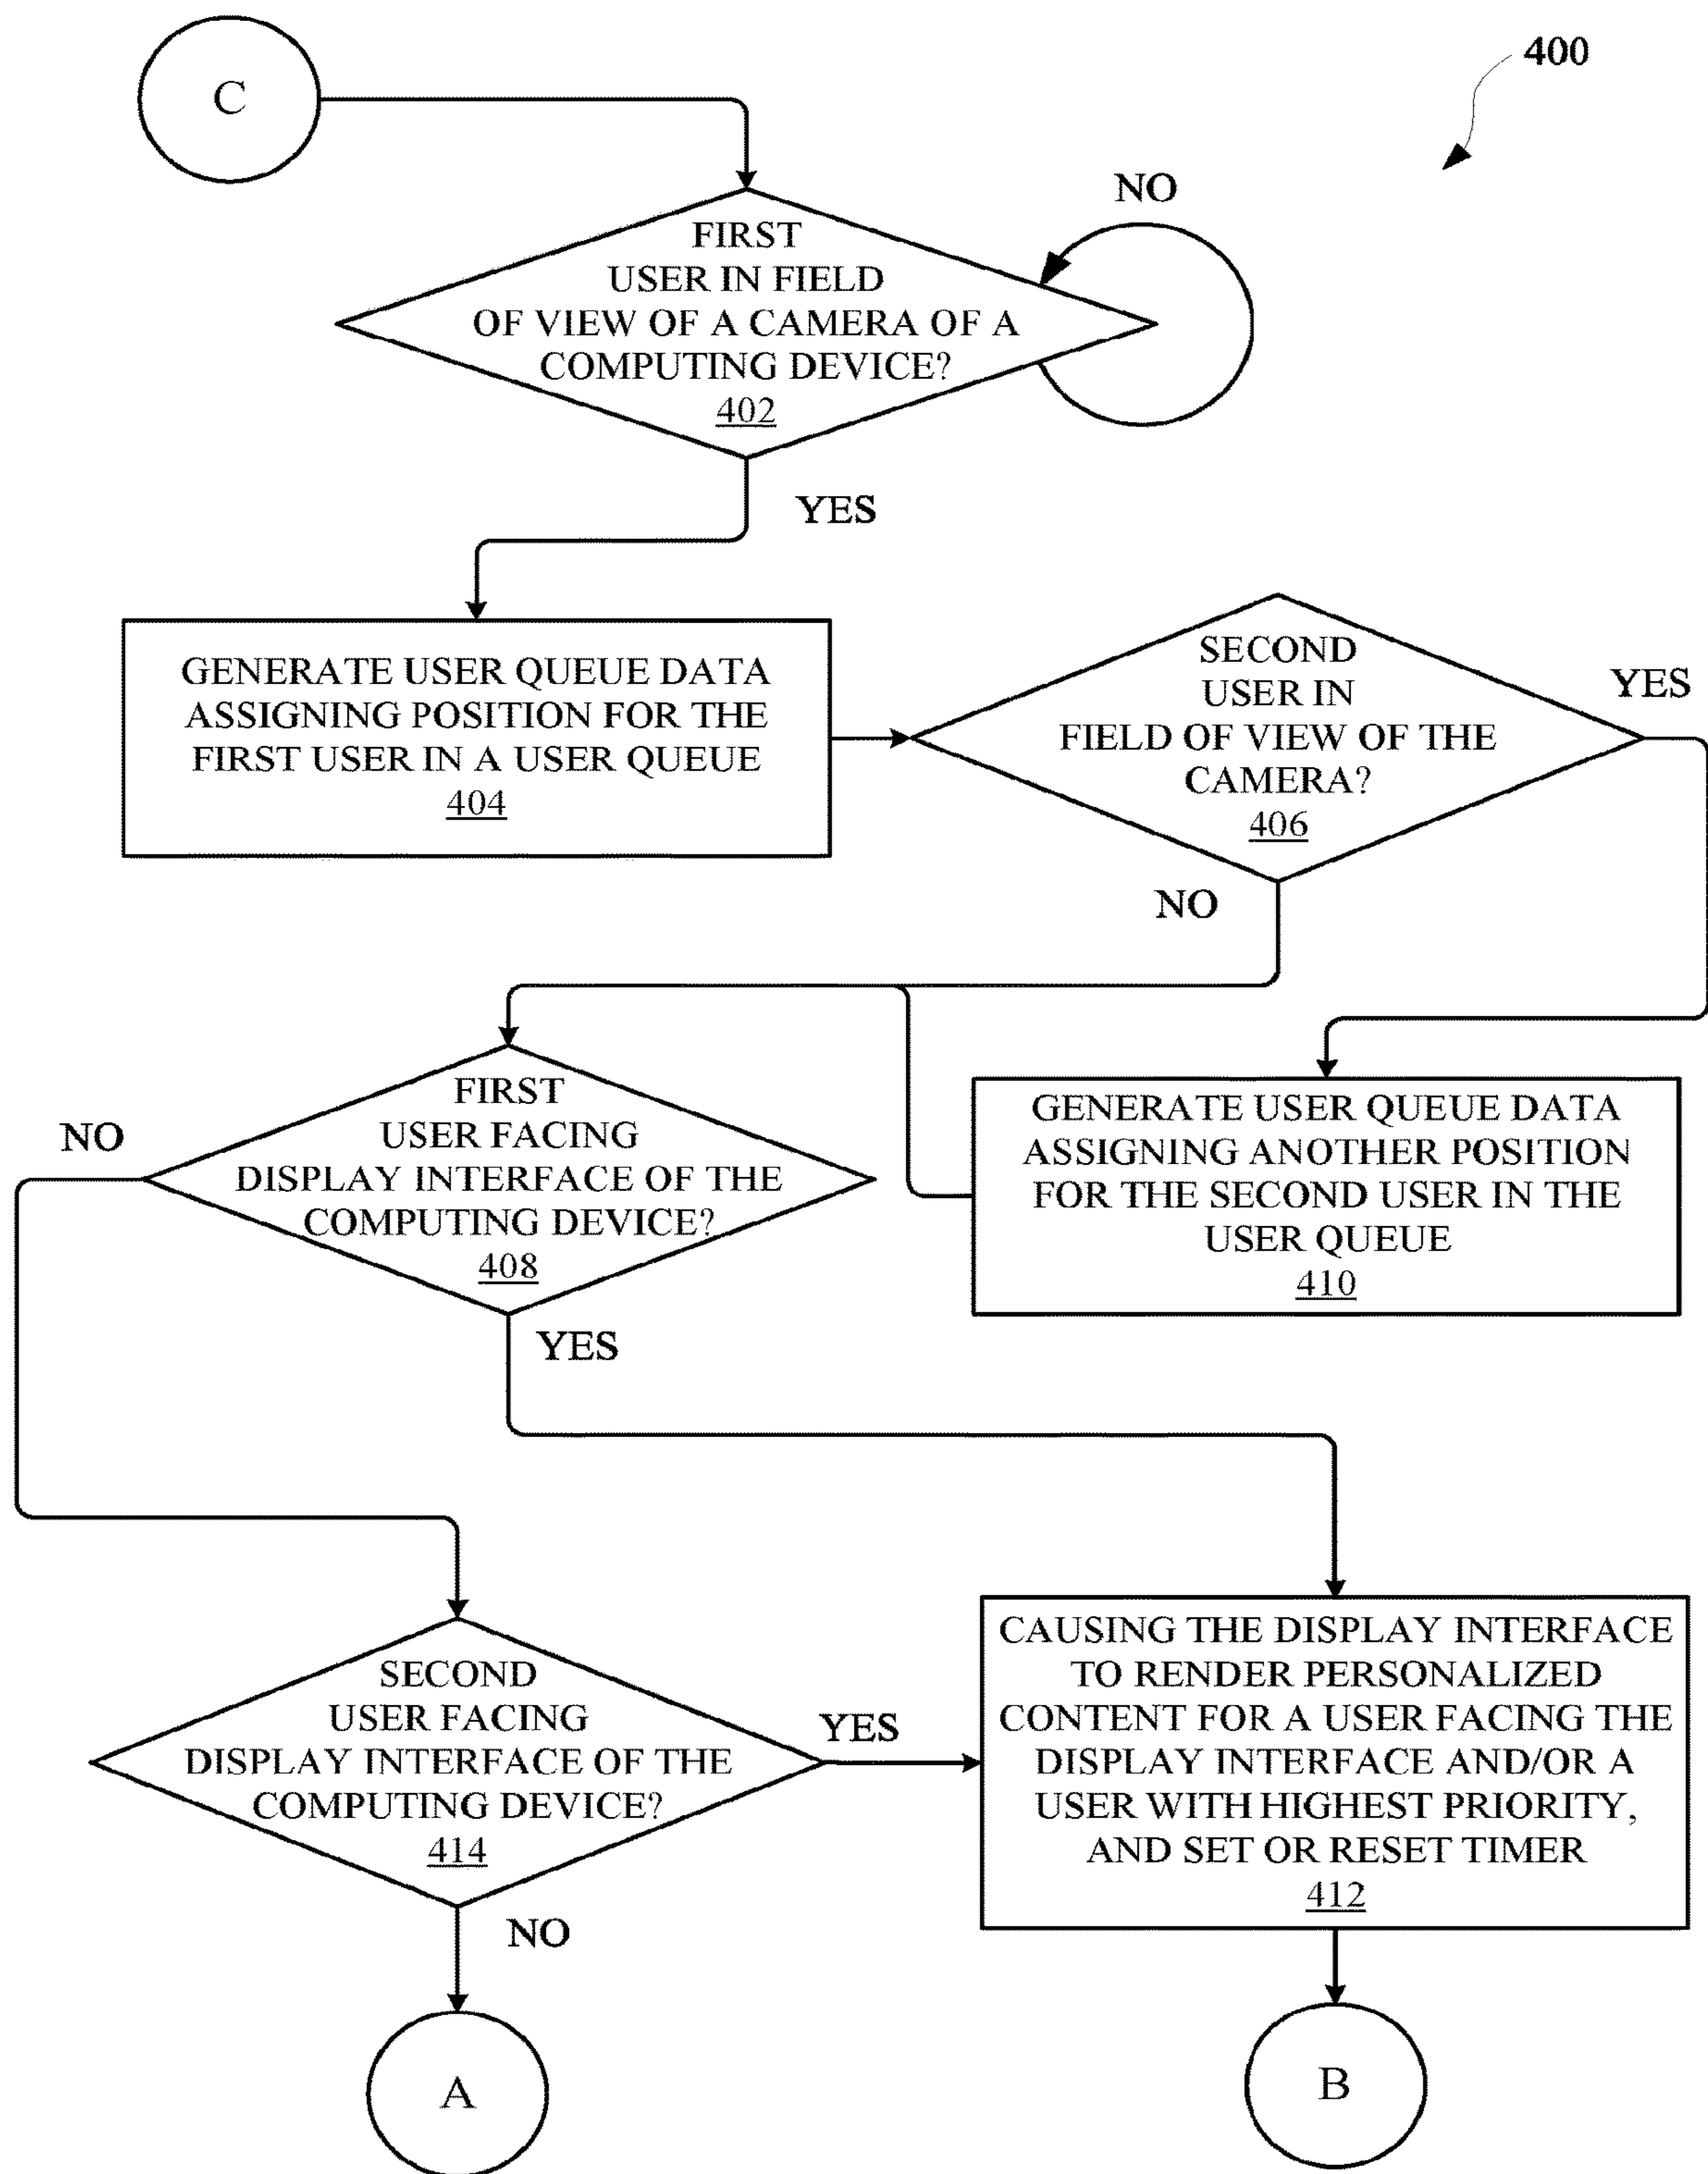 400
C
NO
FIRST
USER IN FIELD
OF VIEW OF A CAMERA OF A
COMPUTING DEVICE?
402
YES
GENERATE USER QUEUE DATA
ASSIGNING POSITION FOR THE
FIRST USER IN A USER QUEUE
404
SECOND
USER IN
FIELD OF VIEW OF THE
CAMERA?
406
YES
NO
FIRST
USER FACING
DISPLAY INTERFACE OF THE
COMPUTING DEVICE?
408
NO
YES
GENERATE USER QUEUE DATA
ASSIGNING ANOTHER POSITION
FOR THE SECOND USER IN THE
USER QUEUE
410
SECOND
USER FACING
DISPLAY INTERFACE OF THE
COMPUTING DEVICE?
414
YES
NO
CAUSING THE DISPLAY INTERFACE
TO RENDER PERSONALIZED
CONTENT FOR A USER FACING THE
DISPLAY INTERFACE AND/OR A
USER WITH HIGHEST PRIORITY,
AND SET OR RESET TIMER
412
A
B